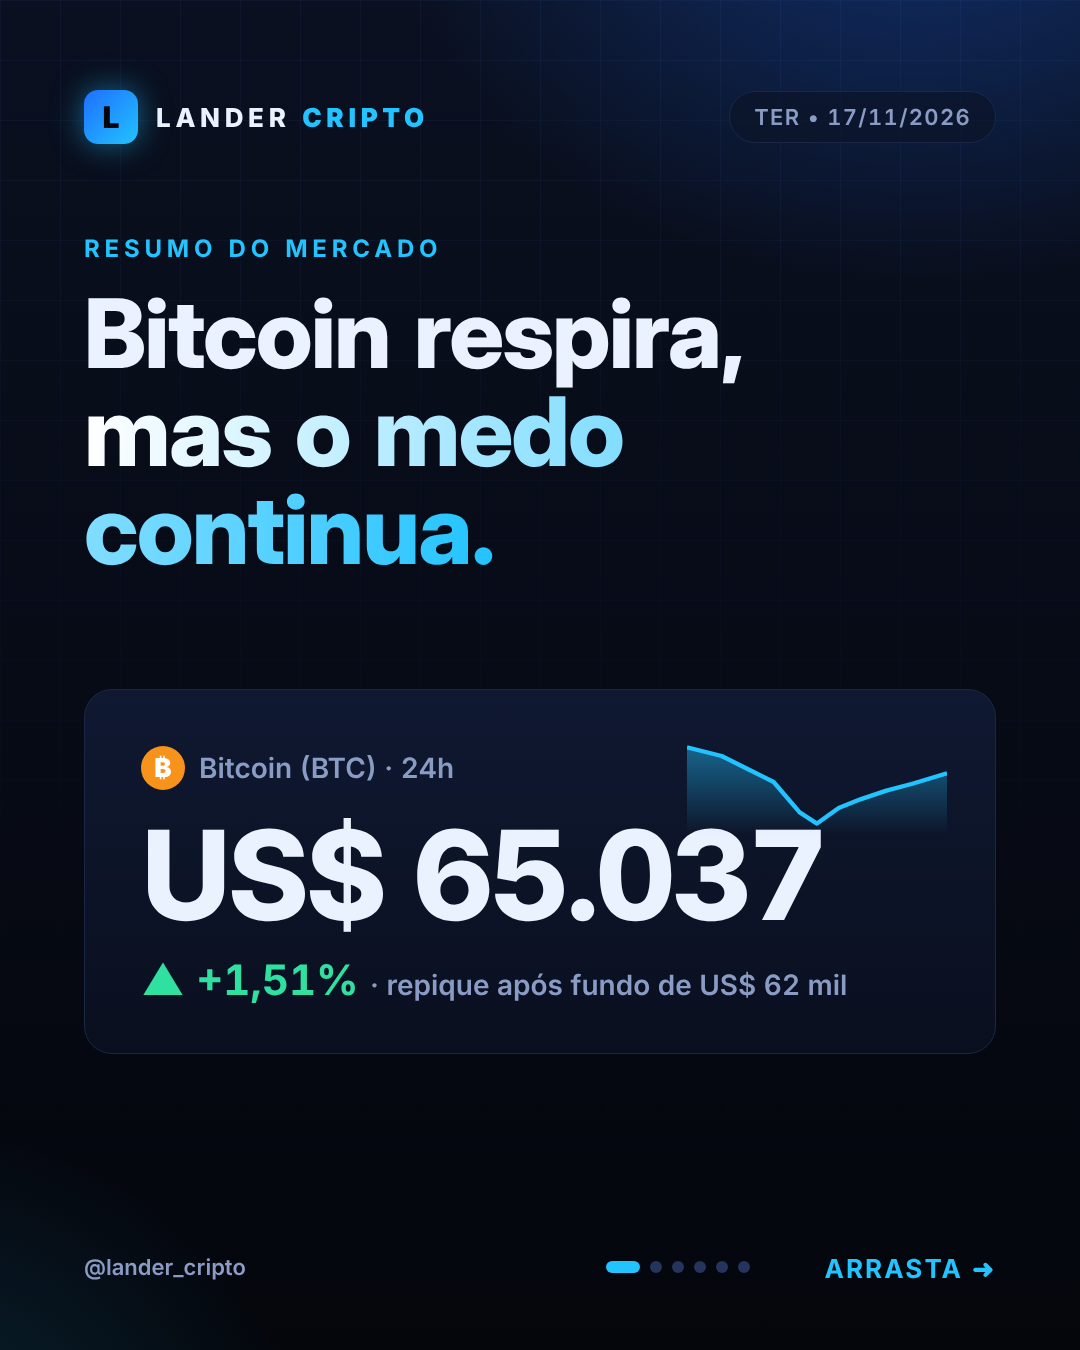 L LANDER CRIPTO
TER • 17/11/2026
RESUMO DO MERCADO
Bitcoin respira,
mas o medo
continua.
₿ Bitcoin (BTC) · 24h
US$ 65.037
▲ +1,51% · repique após fundo de US$ 62 mil
@lander_cripto
ARRASTA ➜